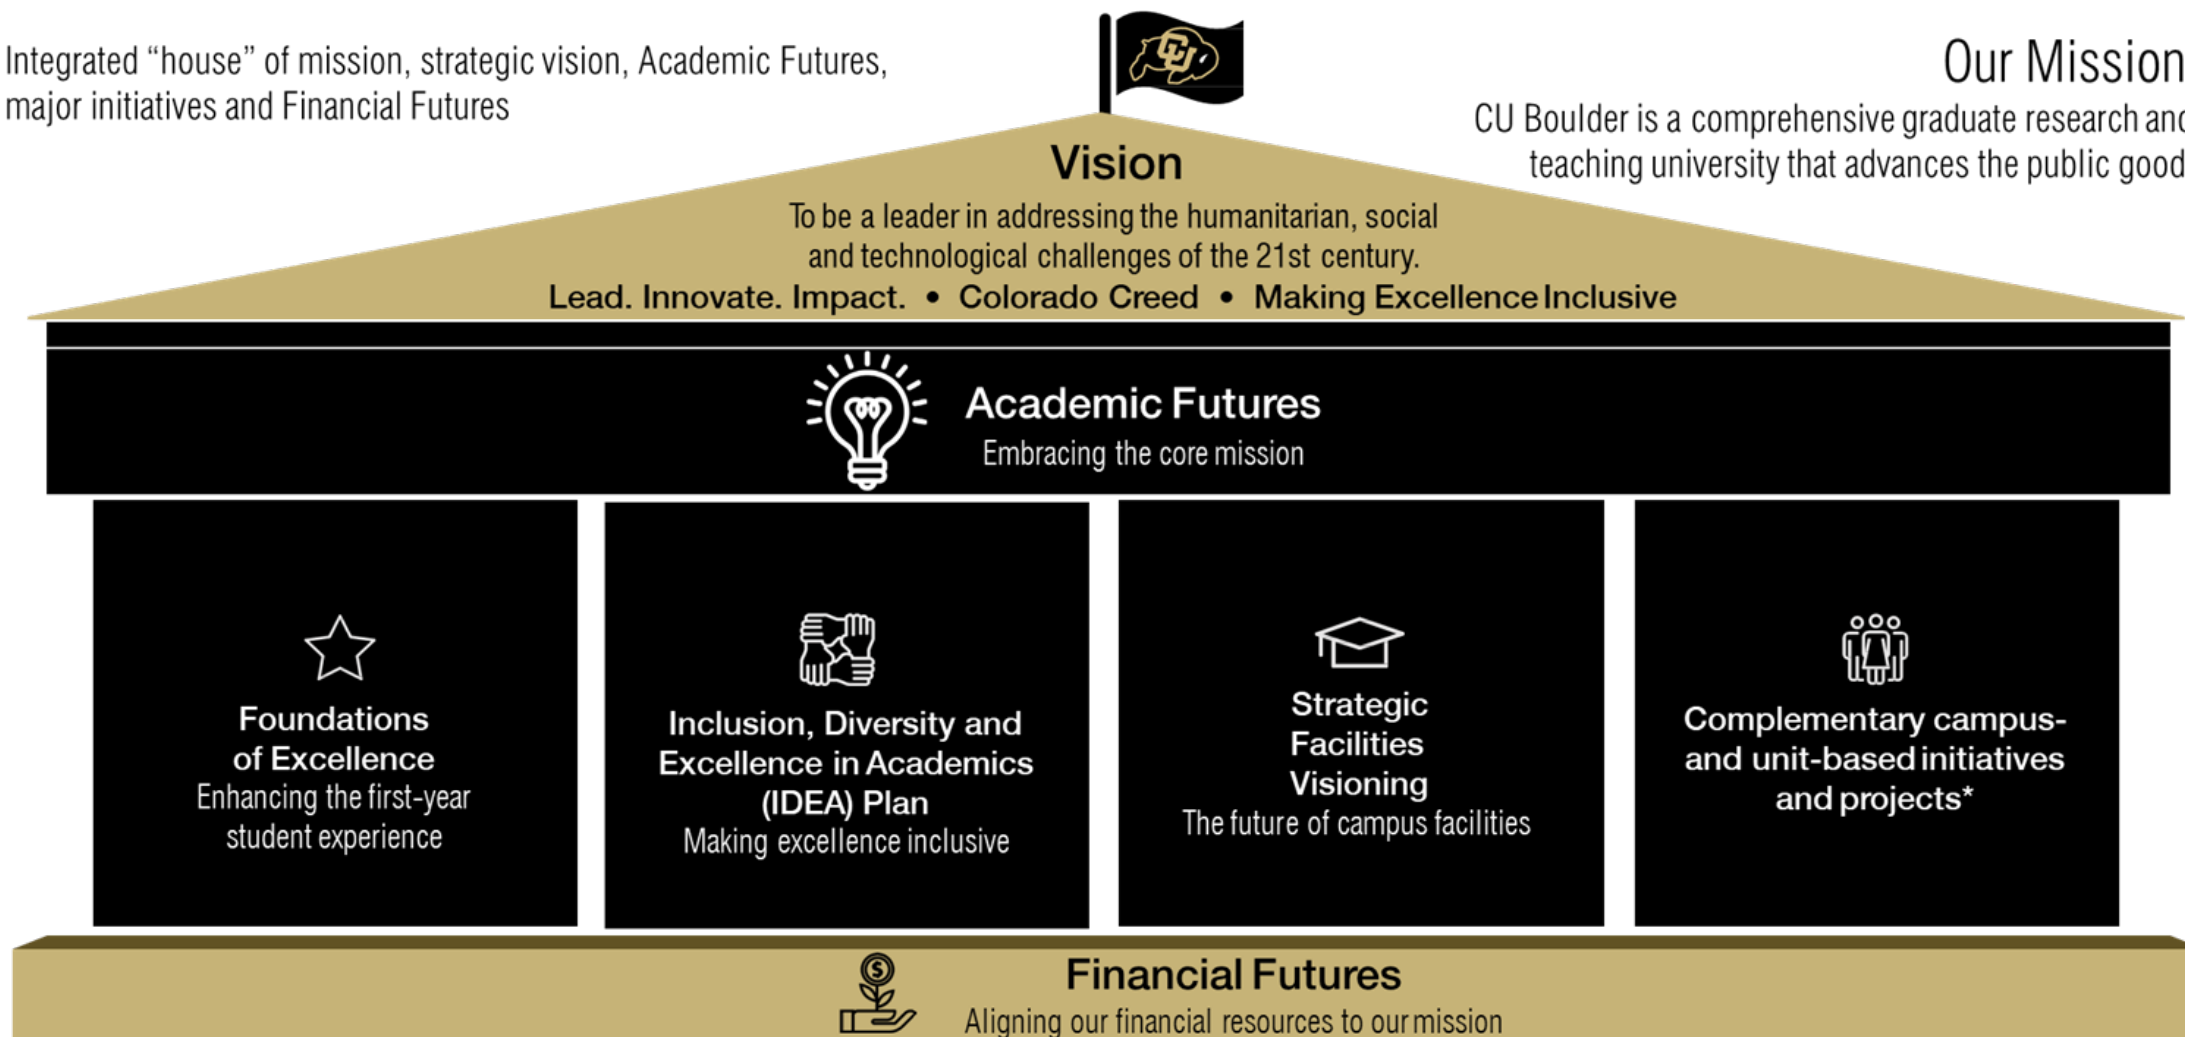 Integrated “house” of mission, strategic vision, Academic Futures,
major initiatives and Financial Futures
CU
Our Mission
CU Boulder is a comprehensive graduate research and
teaching university that advances the public good
Vision
To be a leader in addressing the humanitarian, social
and technological challenges of the 21st century.
Lead. Innovate. Impact. • Colorado Creed • Making Excellence Inclusive
Academic Futures
Embracing the core mission
Foundations
of Excellence
Enhancing the first-year
student experience
Inclusion, Diversity and
Excellence in Academics
(IDEA) Plan
Making excellence inclusive
Strategic
Facilities
Visioning
The future of campus facilities
Complementary campus-
and unit-based initiatives
and projects*
$
Financial Futures
Aligning our financial resources to our mission